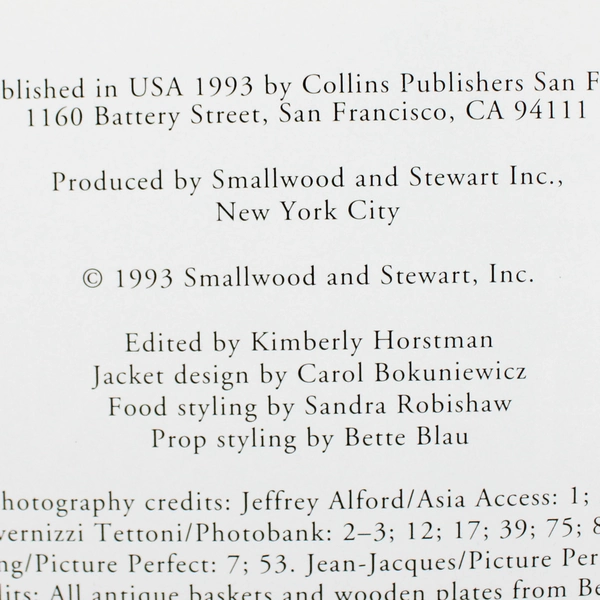 blished in USA 1993 by Collins Publishers San F
1160 Battery Street, San Francisco, CA 94111
Produced by Smallwood and Stewart Inc.,
New York City
© 1993 Smallwood and Stewart, Inc.
Edited by Kimberly Horstman
Jacket design by Carol Bokuniewicz
Food styling by Sandra Robishaw
Prop styling by Bette Blau
hotography credits: Jeffrey Alford/Asia Access: 1;
vernizzi Tettoni/Photobank: 2–3; 12; 17; 39; 75; 8
ng/Picture Perfect: 7; 53. Jean-Jacques/Picture Per
dits: All antique baskets and wooden plates from Be